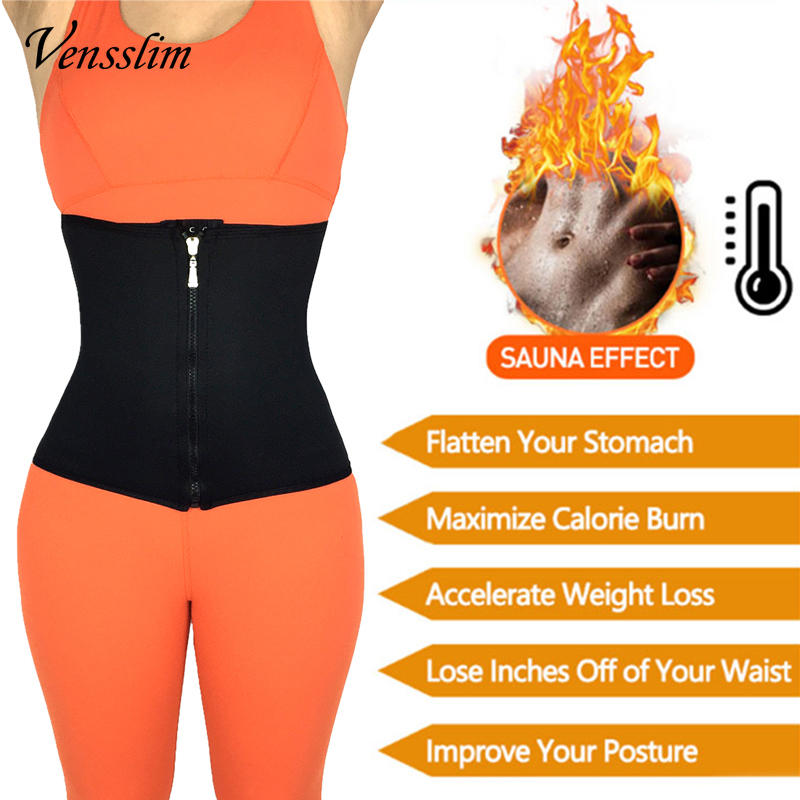 Vensslim
SAUNA EFFECT
Flatten Your Stomach
Maximize Calorie Burn
Accelerate Weight Loss
Lose Inches Off of Your Waist
Improve Your Posture